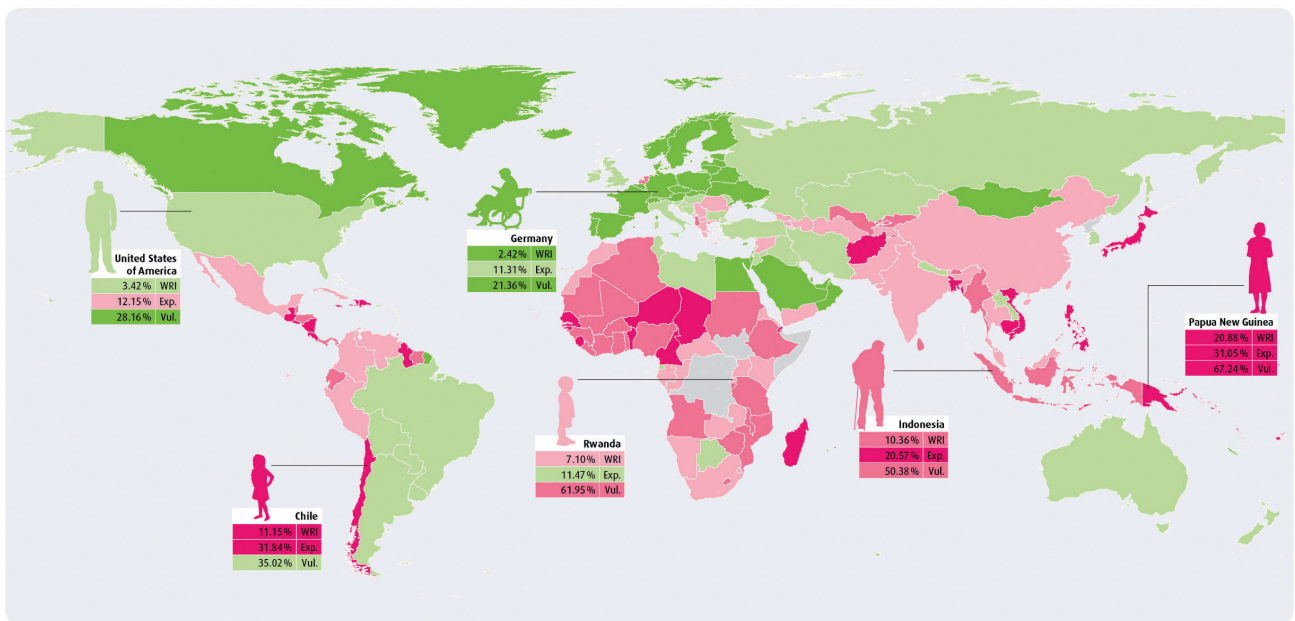 United States
of America
3.42 % WRI
12.15 % Exp.
28.16 % Vul.
Germany
2.42 % WRI
11.31 % Exp.
21.36 % Vul.
Chile
11.15 % WRI
31.84 % Exp.
35.02 % Vul.
Rwanda
7.10 % WRI
11.47 % Exp.
61.95 % Vul.
Indonesia
10.36 % WRI
20.57 % Exp.
50.38 % Vul.
Papua New Guinea
20.88 % WRI
31.05 % Exp.
67.24 % Vul.